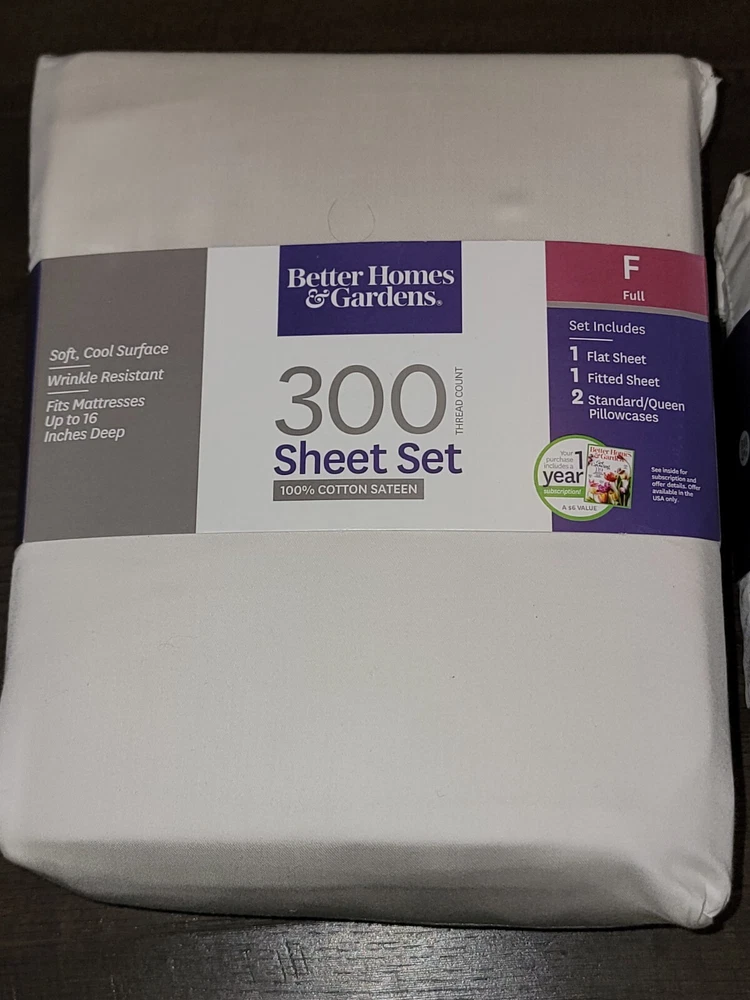 Soft, Cool Surface
Wrinkle Resistant
Fits Mattresses
Up to 16
Inches Deep
Better Homes
& Gardens®
300
THREAD COUNT
Sheet Set
100% COTTON SATEEN
F
Full
Set Includes
1 Flat Sheet
1 Fitted Sheet
2 Standard/Queen
Pillowcases
Your
purchase
includes a
1
year
subscription!
A $6 VALUE
Better Homes
& Gardens
See inside for
subscription and
offer details. Offer
available in the
USA only.